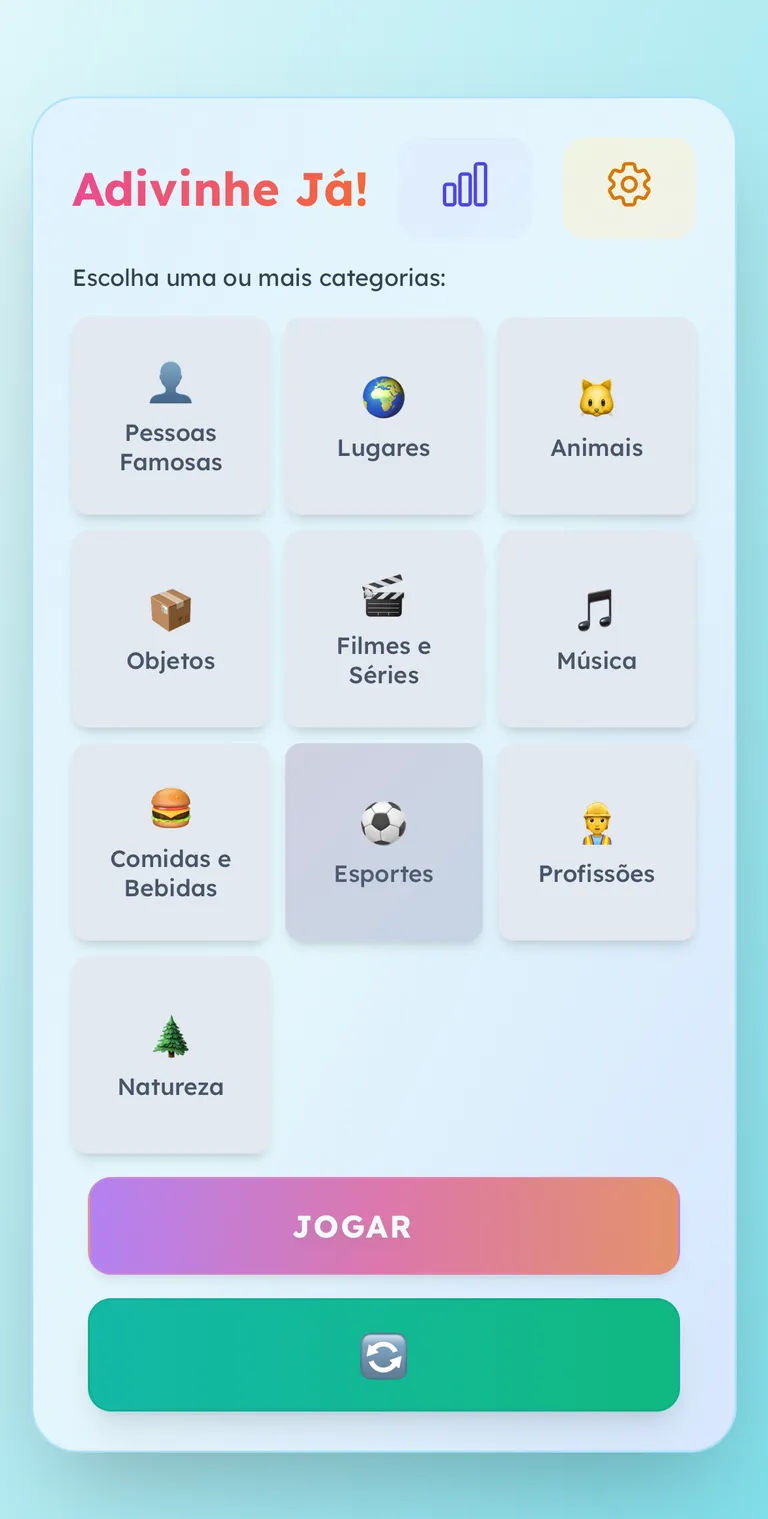 Adivinhe Já!
Escolha uma ou mais categorias:
Pessoas
Famosas
Lugares
Animais
Objetos
Filmes e
Séries
Música
Comidas e
Bebidas
Esportes
Profissões
Natureza
JOGAR